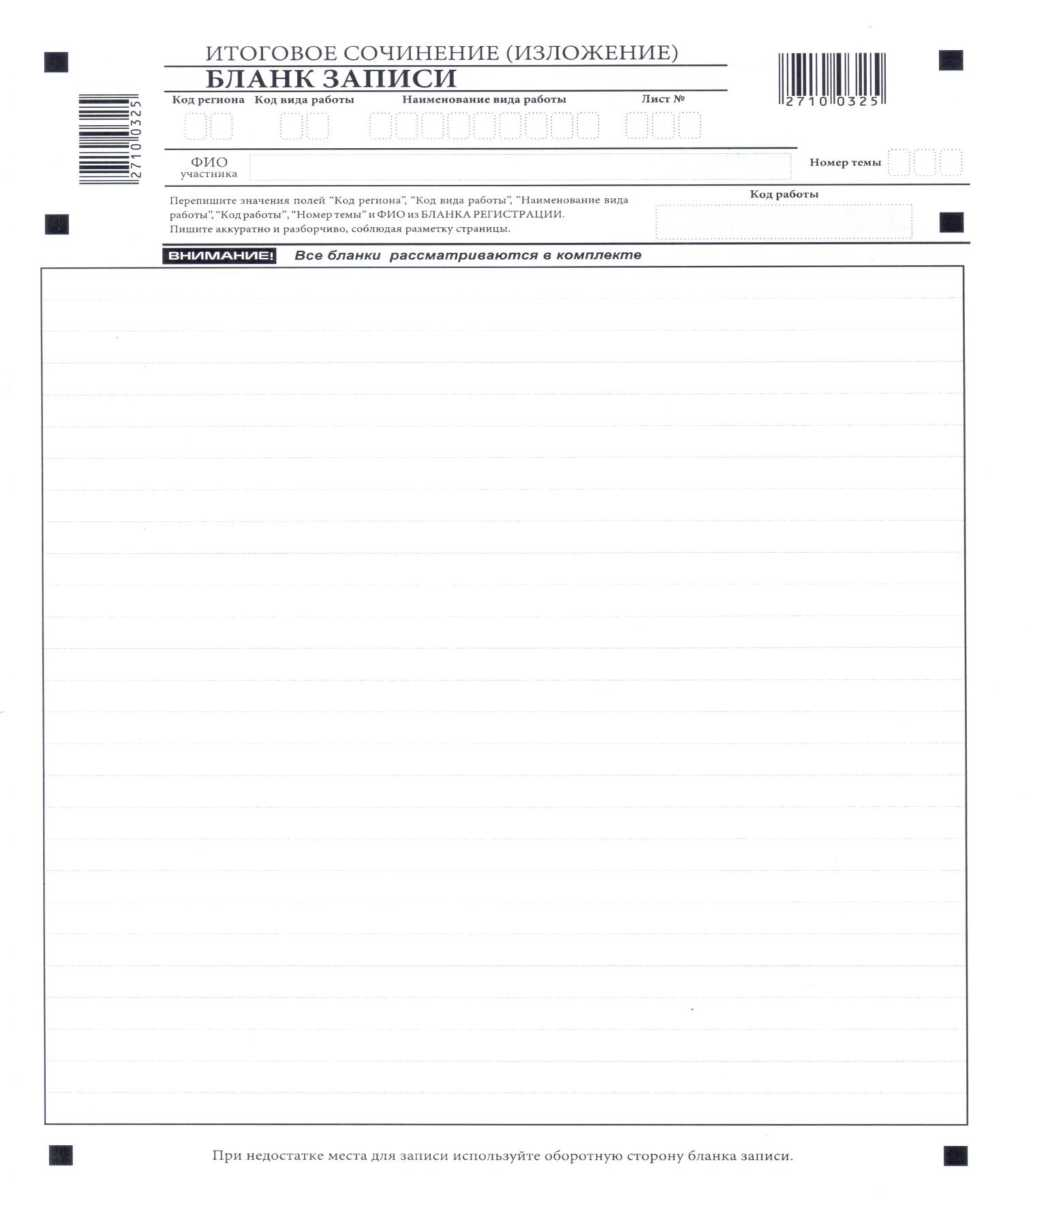 ИТОГОВОЕ СОЧИНЕНИЕ (ИЗЛОЖЕНИЕ)
БЛАНК ЗАПИСИ
2710032 5
2710 0325
Код региона Код вида работы Наименование вида работы Лист №
ФИО
участника
Номер темы
Перепишите значения полей "Код региона", "Код вида работы", "Наименование вида
работы", "Код работы", "Номер темы" и ФИО из БЛАНКА РЕГИСТРАЦИИ.
Пишите аккуратно и разборчиво, соблюдая разметку страницы.
Код работы
ВНИМАНИЕ! Все бланки рассматриваются в комплекте
При недостатке места для записи используйте оборотную сторону бланка записи.